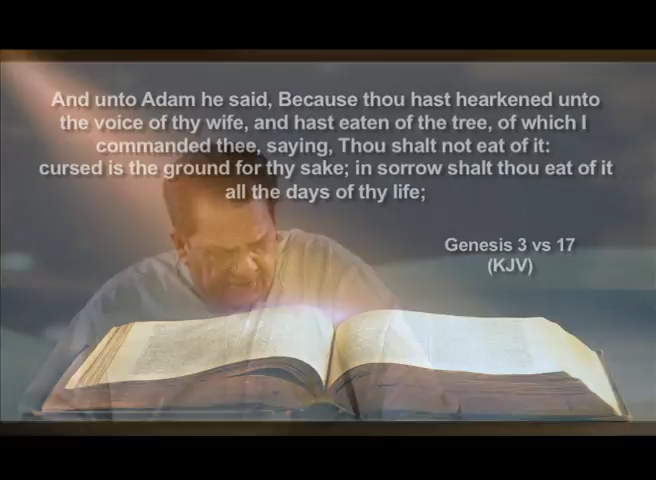 And unto Adam he said, Because thou hast hearkened unto
the voice of thy wife, and hast eaten of the tree, of which I
commanded thee, saying, Thou shalt not eat of it:
cursed is the ground for thy sake; in sorrow shalt thou eat of it
all the days of thy life;
Genesis 3 vs 17
(KJV)